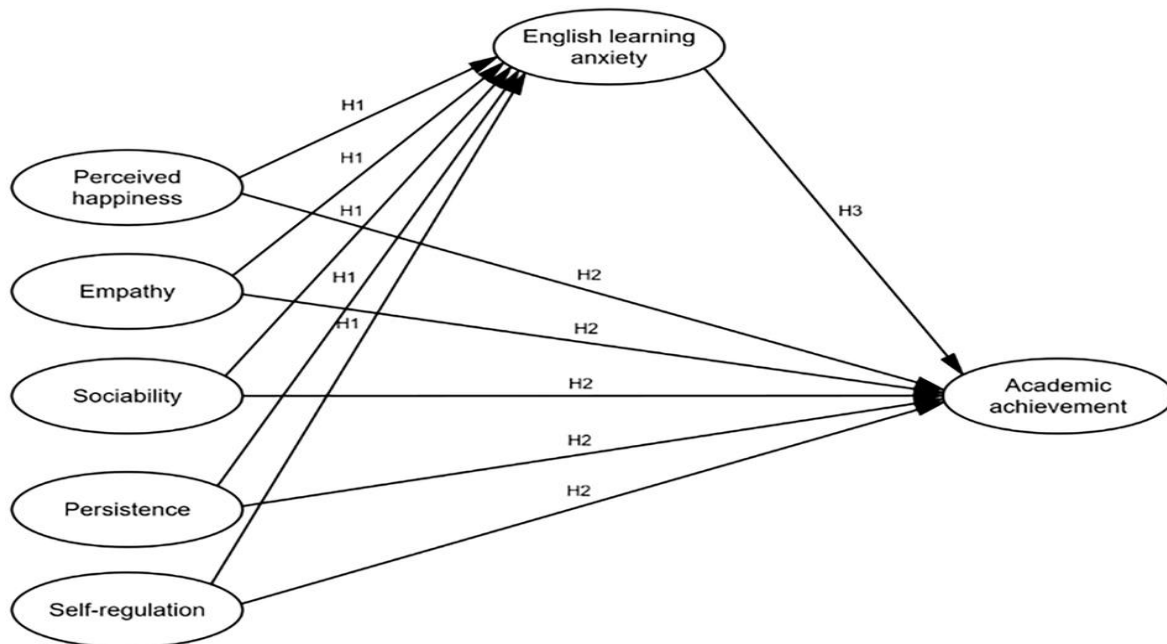 English learning
anxiety
H1
H1
Perceived
happiness
H1
H3
H2
H1
Empathy
H2
H1
Sociability
H2
Academic
achievement
H2
Persistence
H2
Self-regulation